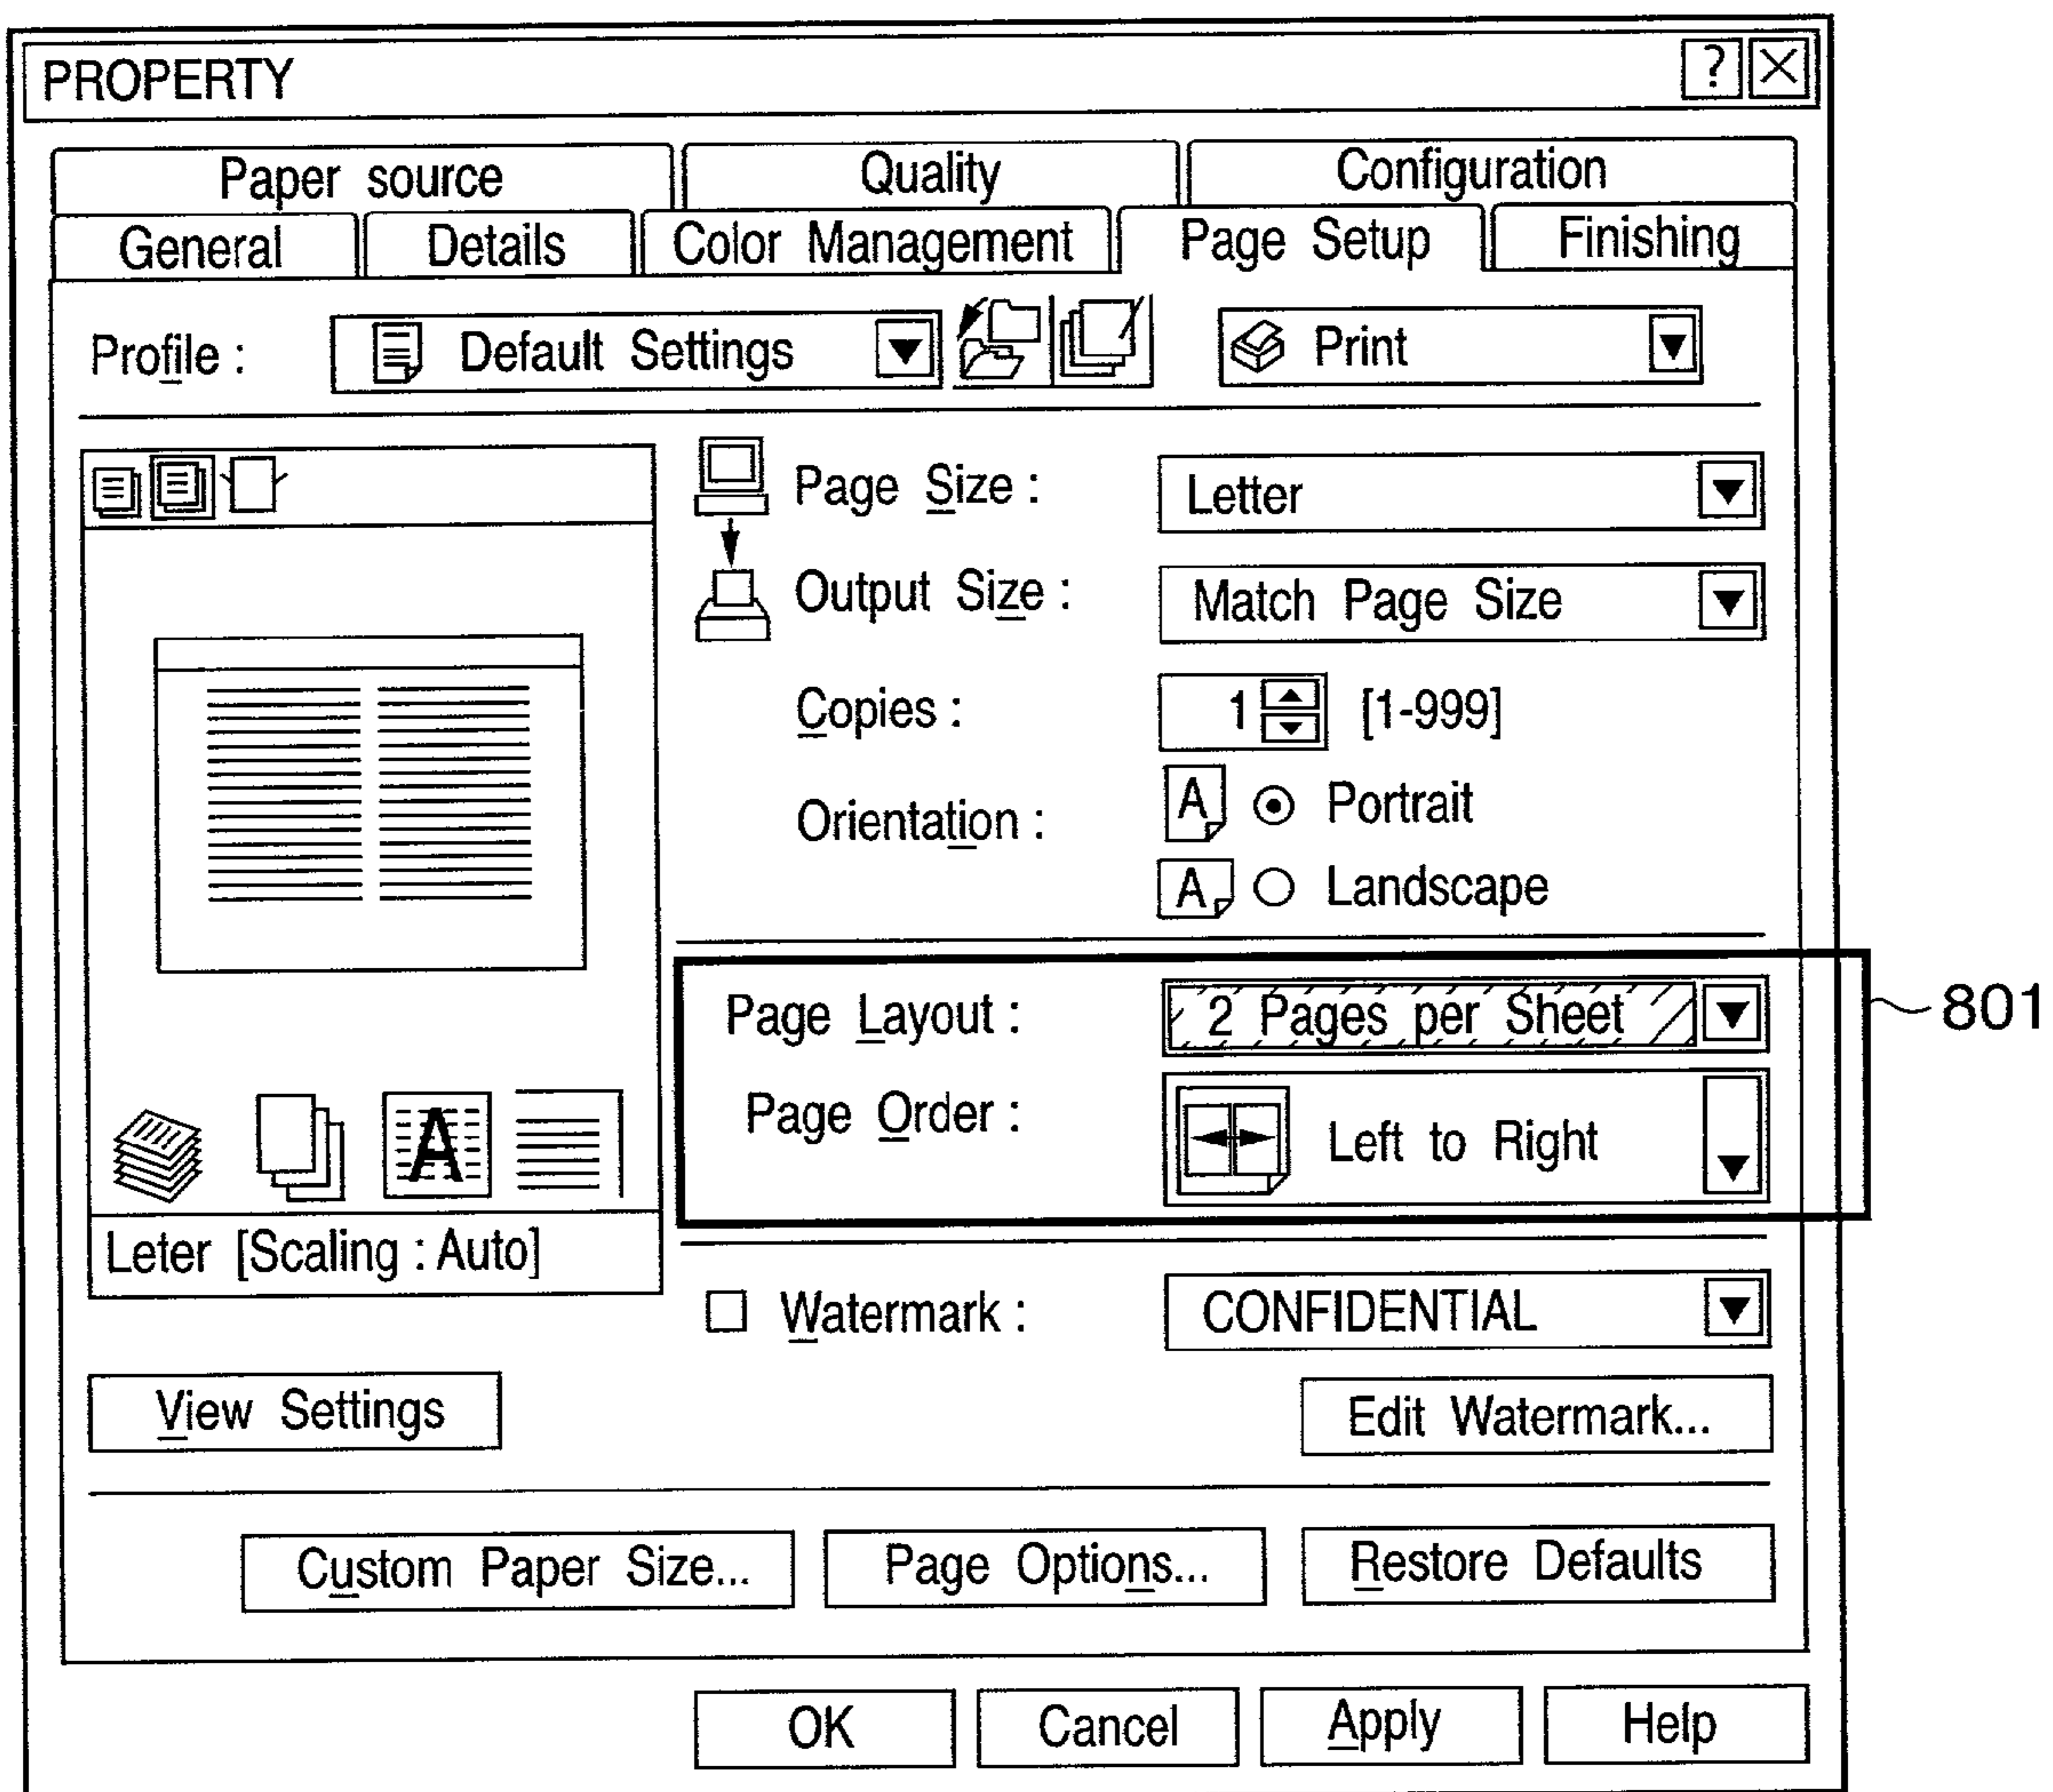 PROPERTY ? X
Paper source Quality Configuration
General Details Color Management Page Setup Finishing
Profile : Default Settings Print
Page Size : Letter
Output Size : Match Page Size
Copies : 1 [1-999]
Orientation : A Portrait
A Landscape
Page Layout : 2 Pages per Sheet 801
Page Order : Left to Right
A
Leter [Scaling : Auto]
Watermark : CONFIDENTIAL
View Settings Edit Watermark...
Custom Paper Size... Page Options... Restore Defaults
OK Cancel Apply Help